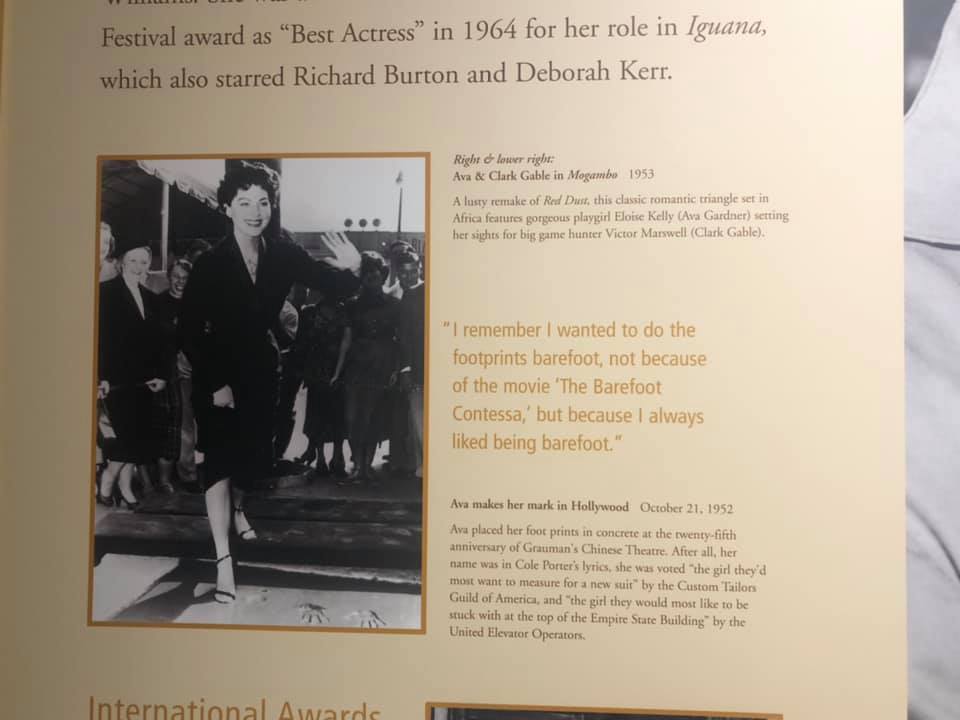 Festival award as “Best Actress” in 1964 for her role in Iguana,
which also starred Richard Burton and Deborah Kerr.
Right & lower right:
Ava & Clark Gable in Mogambo 1953
A lusty remake of Red Dust, this classic romantic triangle set in
Africa features gorgeous playgirl Eloise Kelly (Ava Gardner) setting
her sights for big game hunter Victor Marswell (Clark Gable).
“I remember I wanted to do the
footprints barefoot, not because
of the movie ‘The Barefoot
Contessa,’ but because I always
liked being barefoot.”
Ava makes her mark in Hollywood October 21, 1952
Ava placed her foot prints in concrete at the twenty-fifth
anniversary of Grauman’s Chinese Theatre. After all, her
name was in Cole Porter’s lyrics, she was voted “the girl they’d
most want to measure for a new suit” by the Custom Tailors
Guild of America, and “the girl they would most like to be
stuck with at the top of the Empire State Building” by the
United Elevator Operators.
International Awards